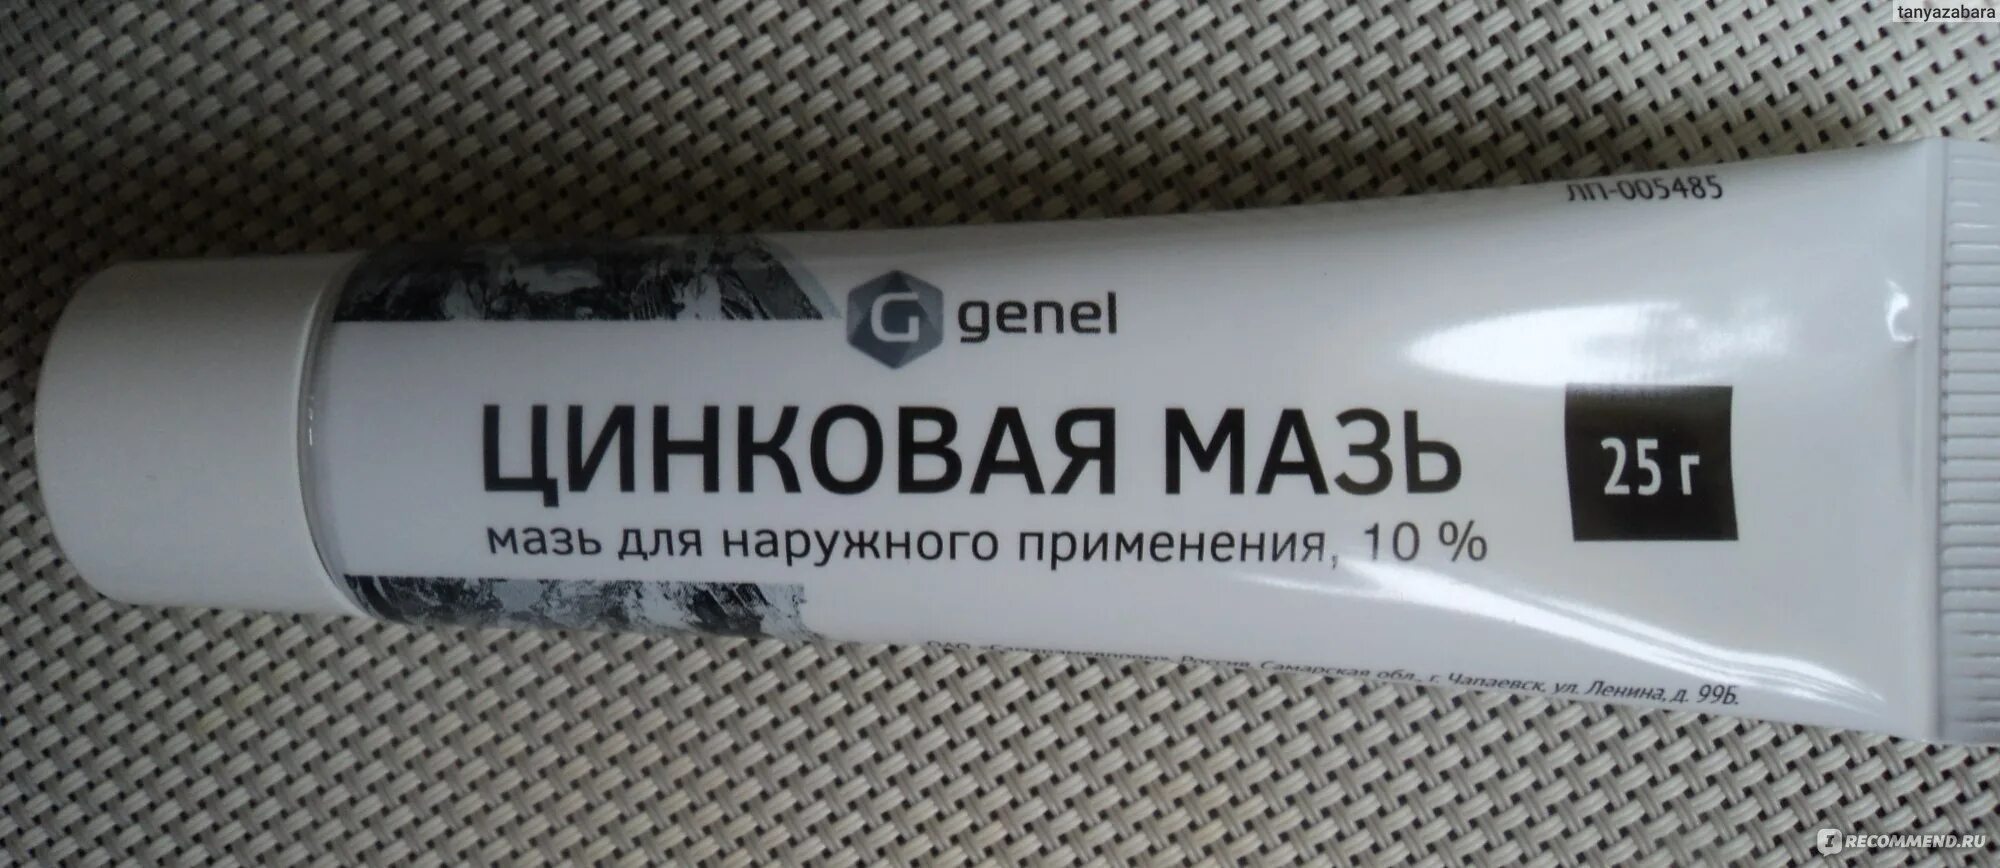 tanyazabara
ЛП-005485
G genel
ЦИНКОВАЯ МАЗЬ
25 г
мазь для наружного применения, 10 %
Россия, Самарская обл., г. Чапаевск, ул. Ленина, д. 99Б.
I RECOMMEND.RU